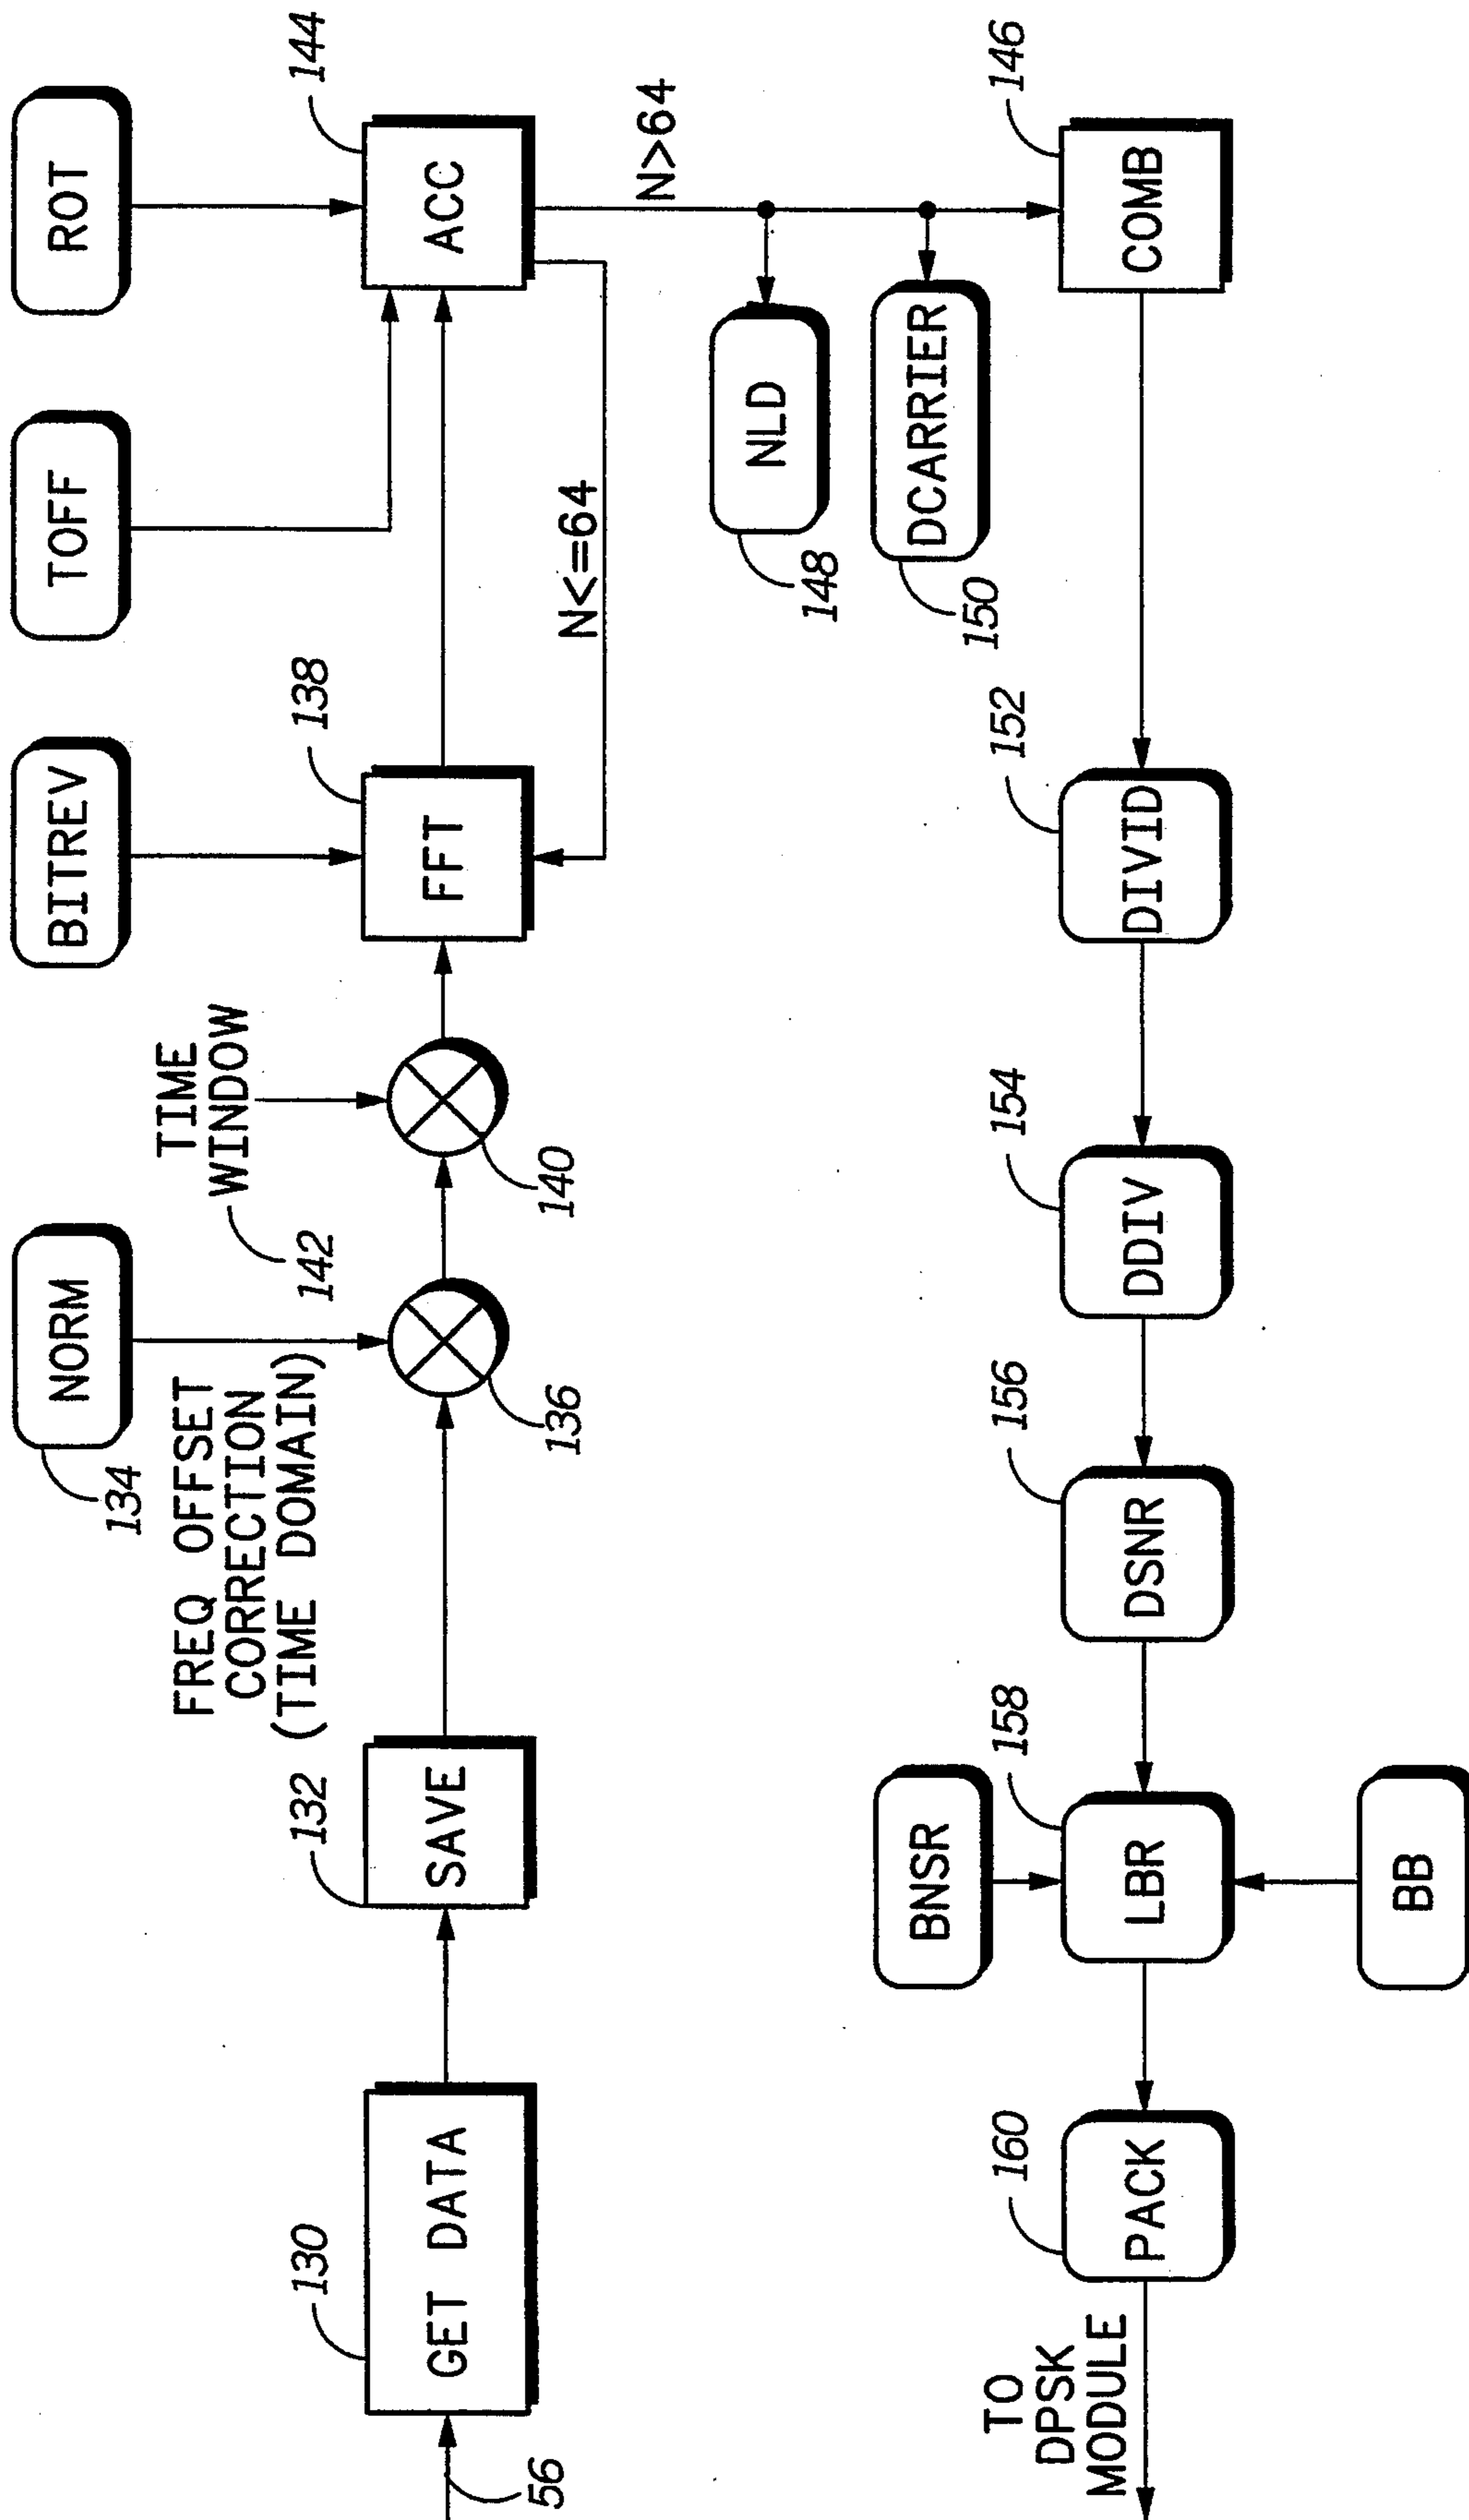 NORM
BITREV
TOFF
ROT
134
FREQ OFFSET
CORRECTION
(TIME DOMAIN)
TIME
WINDOW
142
130
132
138
144
56
GET DATA
SAVE
136
140
FFT
ACC
N<=64
N>64
NLD
148
DCARRIER
150
TO
DPSK
MODULE
160
BNSR
158
156
154
152
146
PACK
LBR
DSNR
DDIV
DIVID
COMB
BB